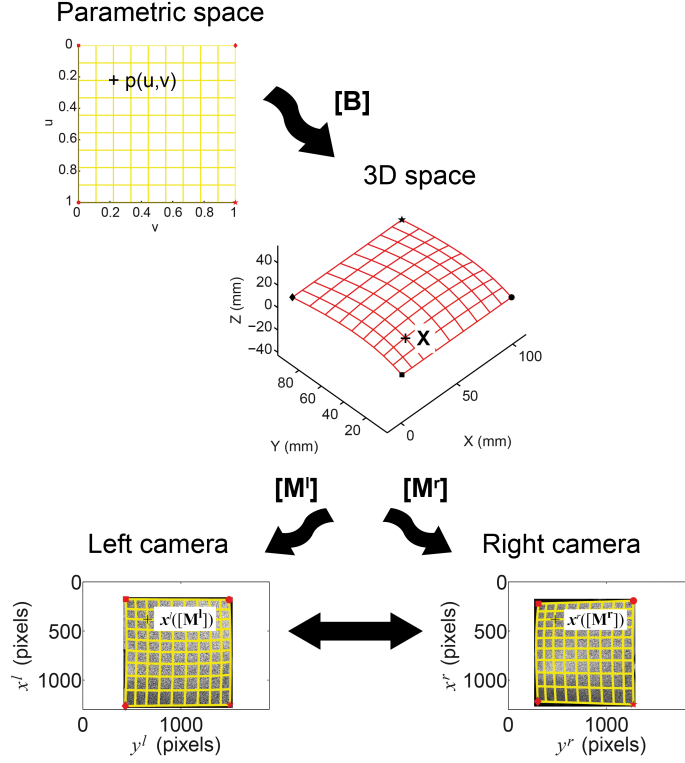 Parametric space
0
0.2
p(u,v)
0.4
u
0.6
0.8
1
0 0.2 0.4 0.6 0.8 1
v
[B]
3D space
40
20
0
−20
−40
Z (mm)
X
80
60
40
20
Y (mm)
0
50
100
X (mm)
[Mˡ] [Mʳ]
Left camera
0
500
1000
xˡ (pixels)
xˡ([Mˡ])
0 1000
yˡ (pixels)
Right camera
0
500
1000
xʳ (pixels)
xʳ([Mʳ])
0 1000
yʳ (pixels)